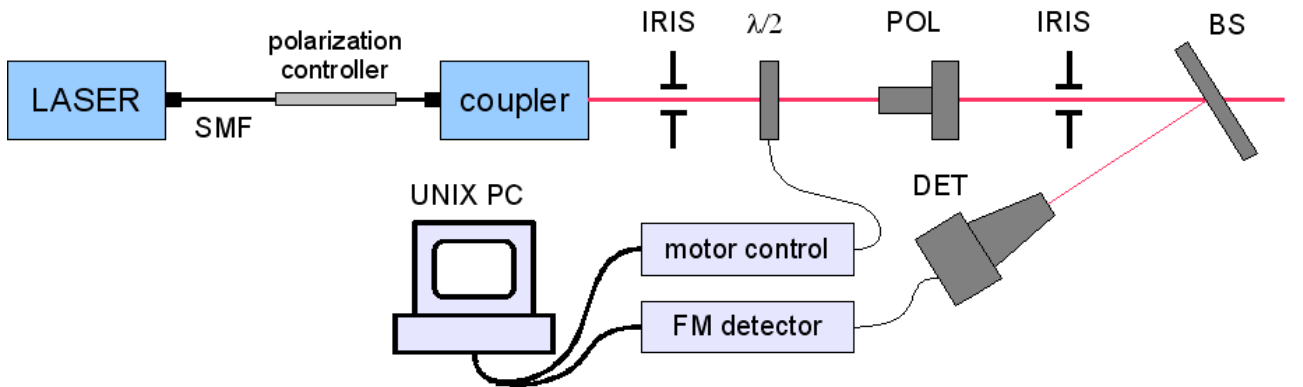 IRIS
λ/2
POL
IRIS
BS
polarization
controller
LASER
coupler
SMF
DET
UNIX PC
motor control
FM detector